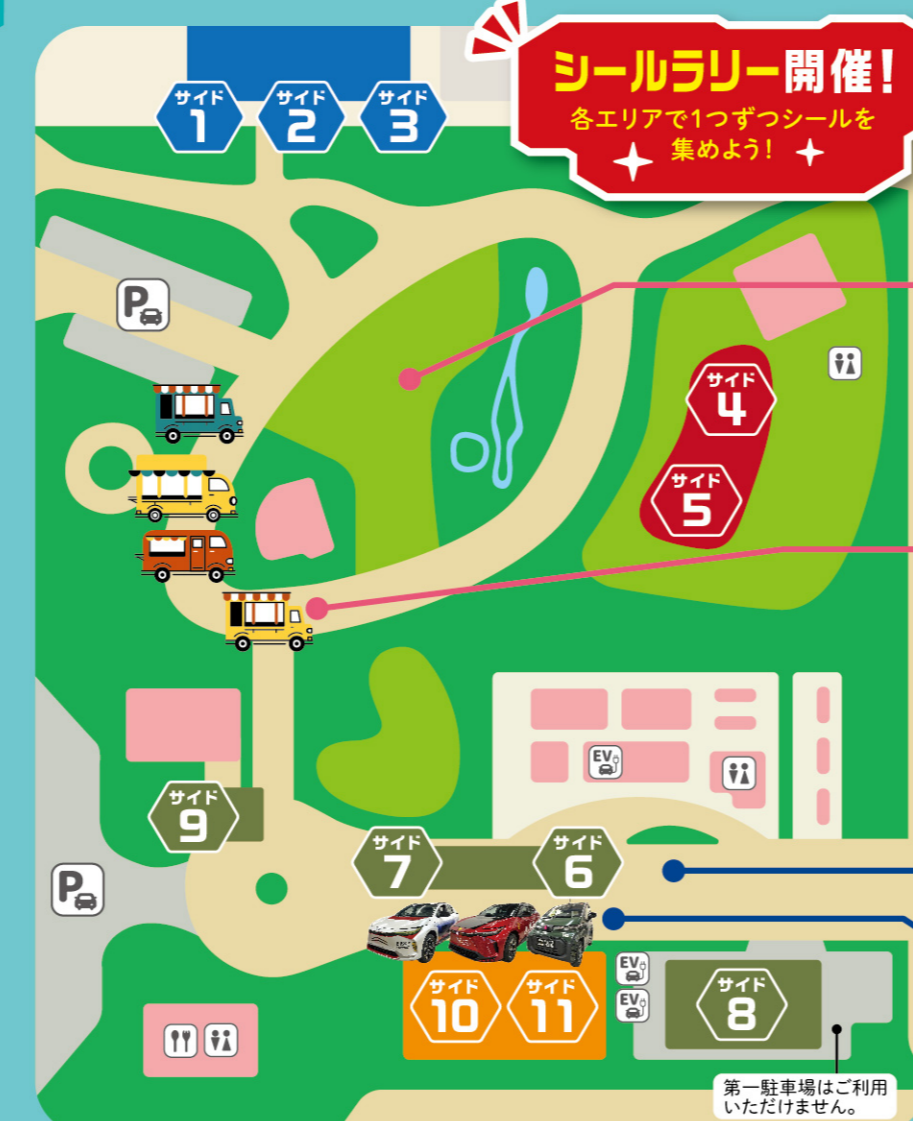 シールラリー開催!
各エリアで1つずつシールを
集めよう!
サイド
1
サイド
2
サイド
3
P
サイド
4
サイド
5
EV
サイド
9
サイド
7
サイド
6
P
EV
EV
サイド
10
サイド
11
サイド
8
第一駐車場はご利用
いただけません。